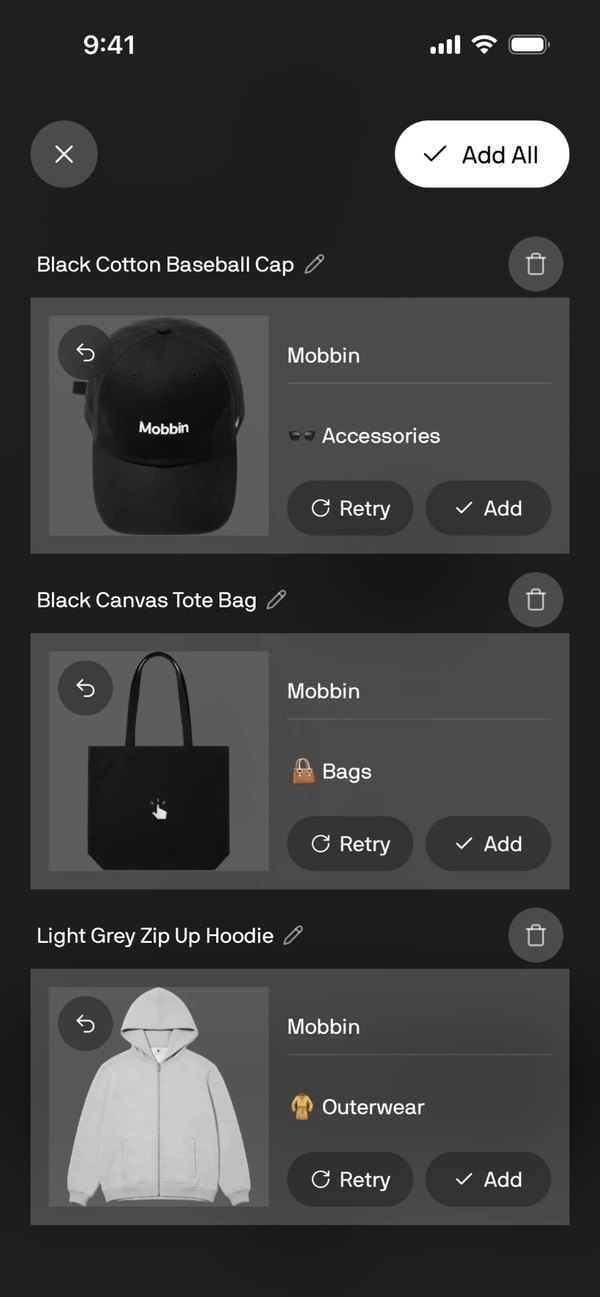 9:41
Add All
Black Cotton Baseball Cap
Mobbin
Mobbin
Accessories
Retry
Add
Black Canvas Tote Bag
Mobbin
Bags
Retry
Add
Light Grey Zip Up Hoodie
Mobbin
Outerwear
Retry
Add